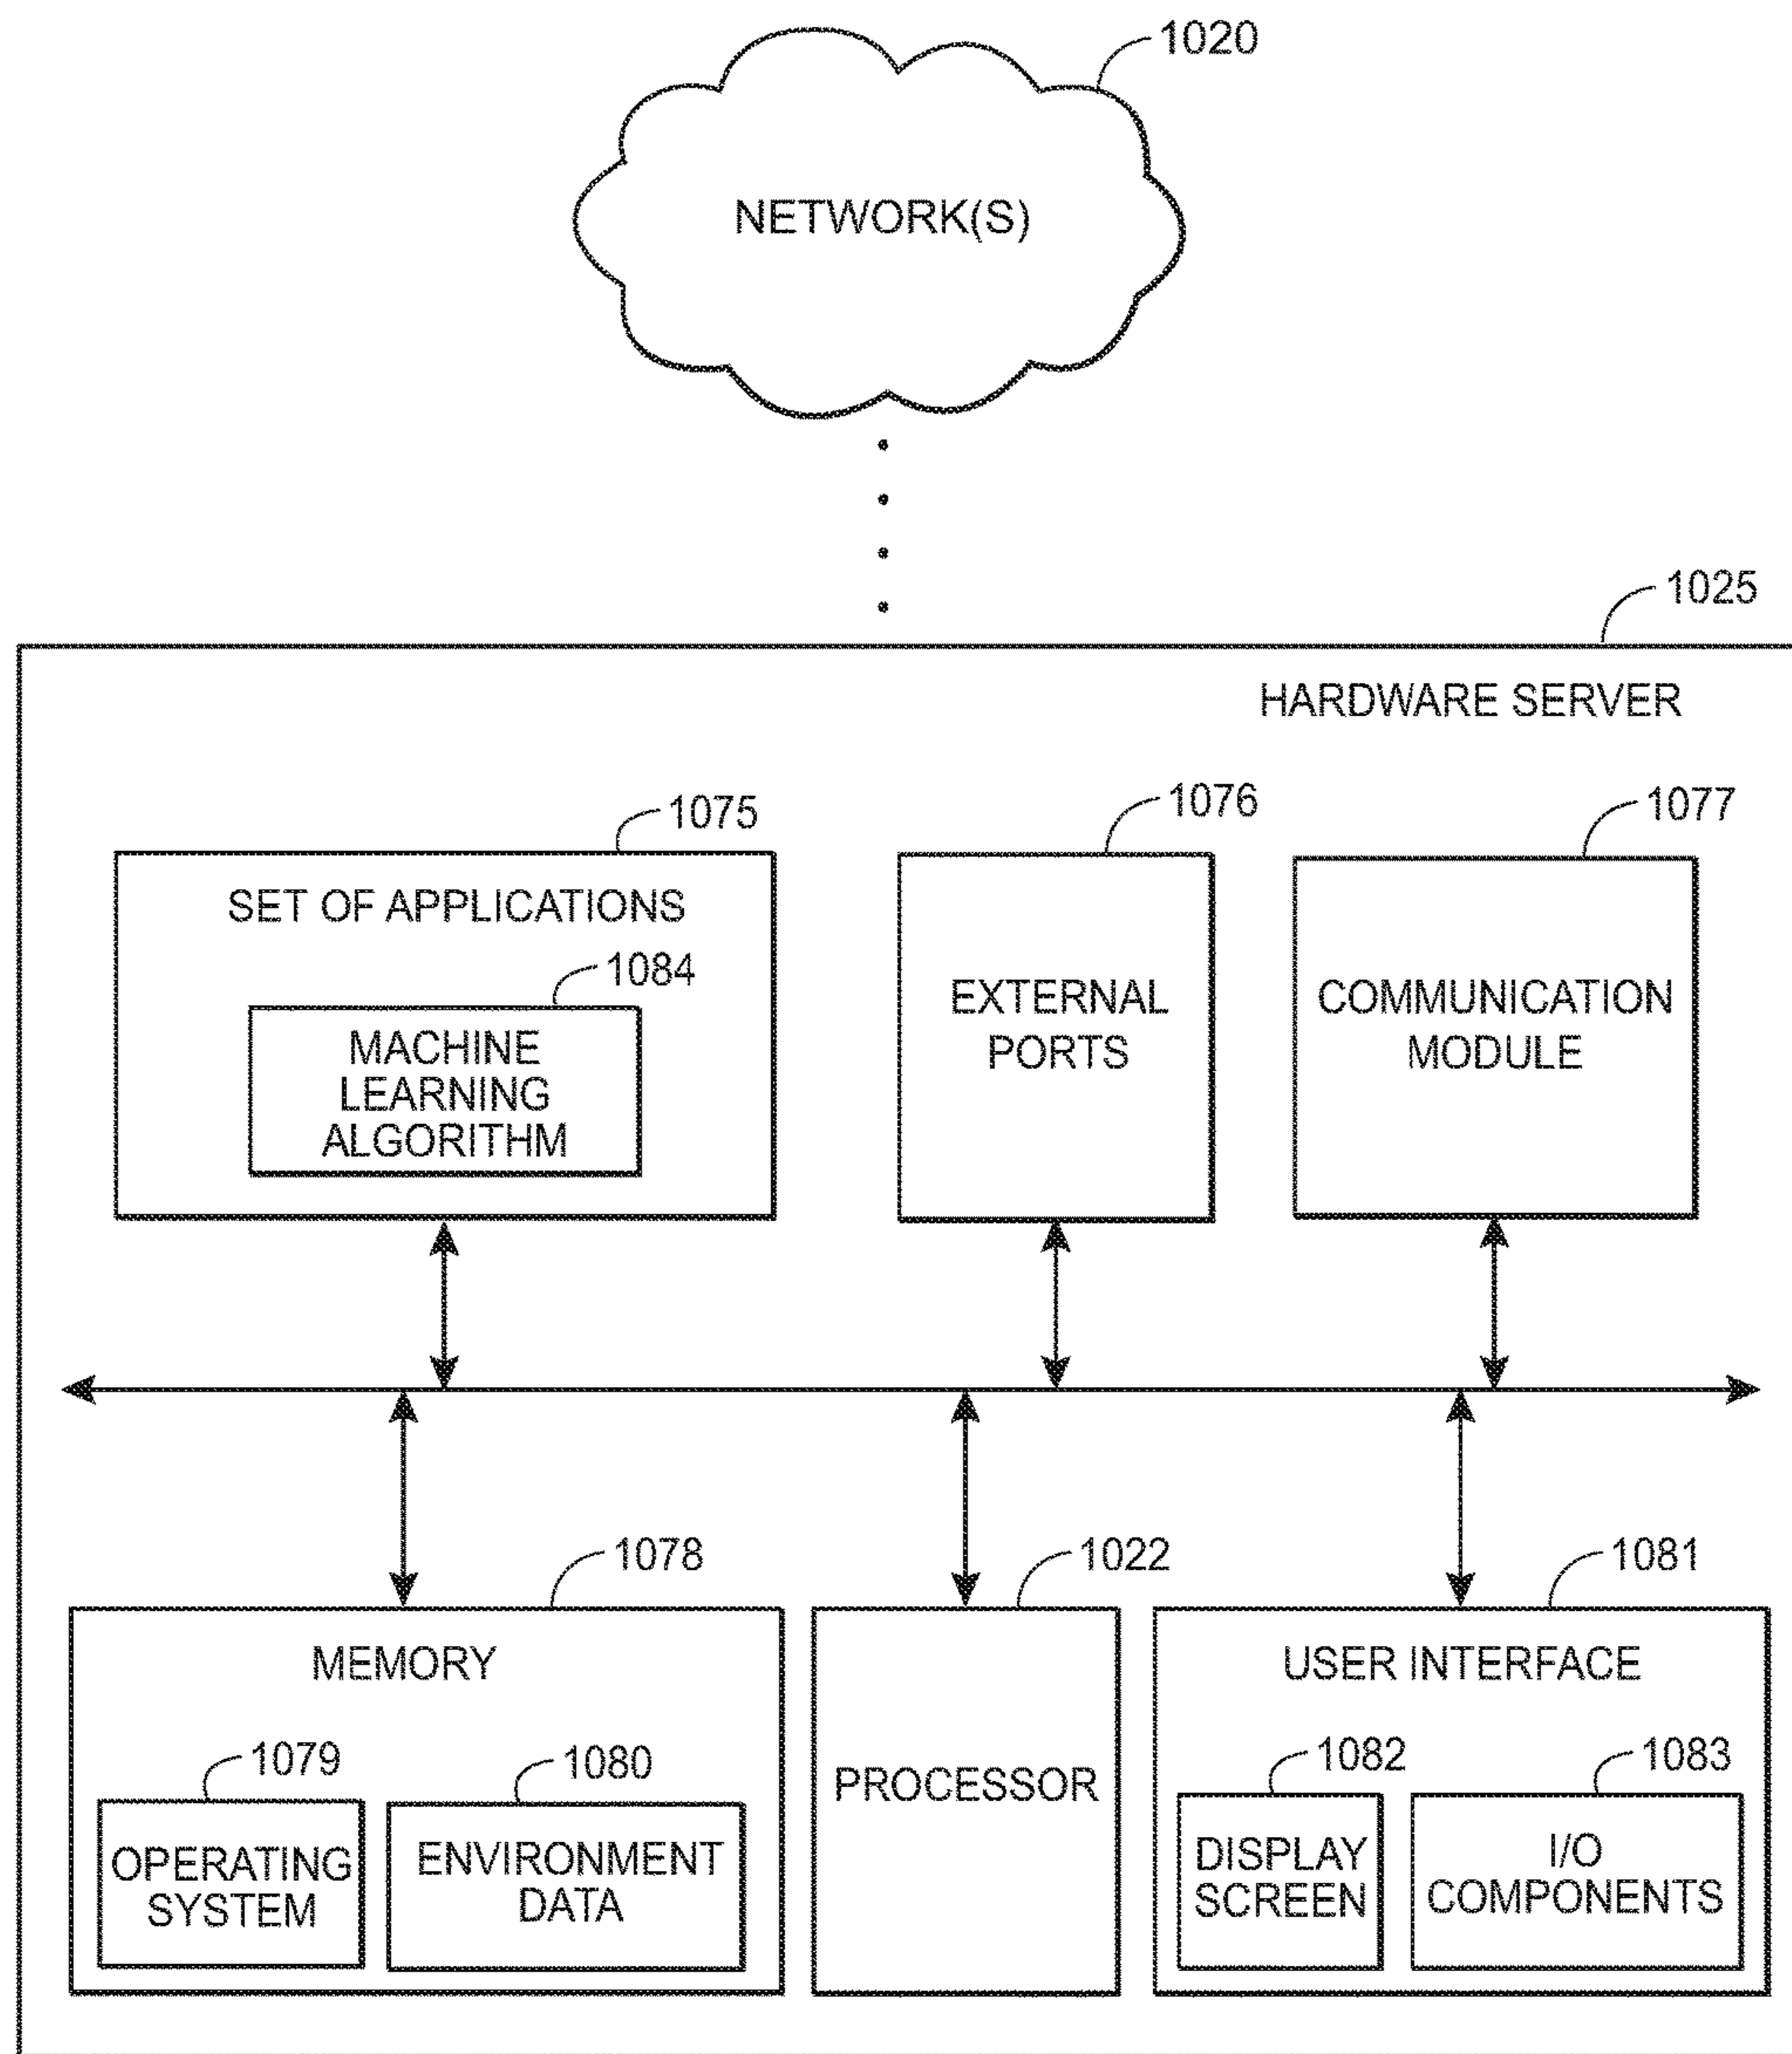 1020
NETWORK(S)
1025
HARDWARE SERVER
1075
SET OF APPLICATIONS
1084
MACHINE
LEARNING
ALGORITHM
1076
EXTERNAL
PORTS
1077
COMMUNICATION
MODULE
1078
MEMORY
1079
OPERATING
SYSTEM
1080
ENVIRONMENT
DATA
1022
PROCESSOR
1081
USER INTERFACE
1082
DISPLAY
SCREEN
1083
I/O
COMPONENTS